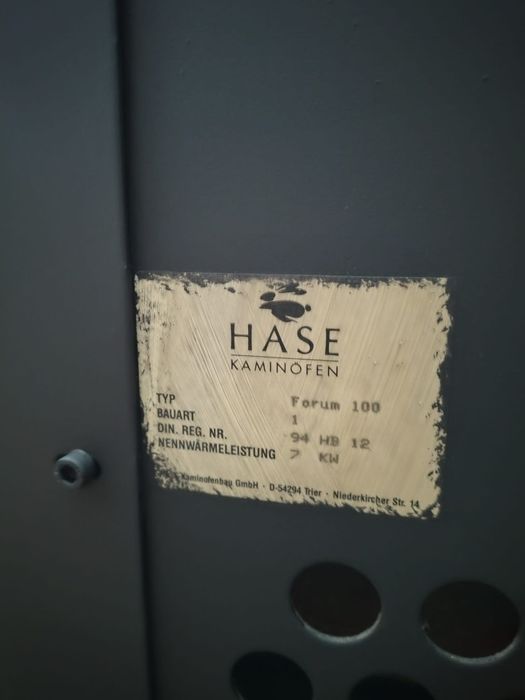 HASE
KAMINÖFEN
TYP Forum 100
BAUART 1
DIN. REG. NR. 94 HB 12
NENNWÄRMELEISTUNG 7 KW
Kaminofenbau GmbH · D-54294 Trier · Niederkircher Str. 14